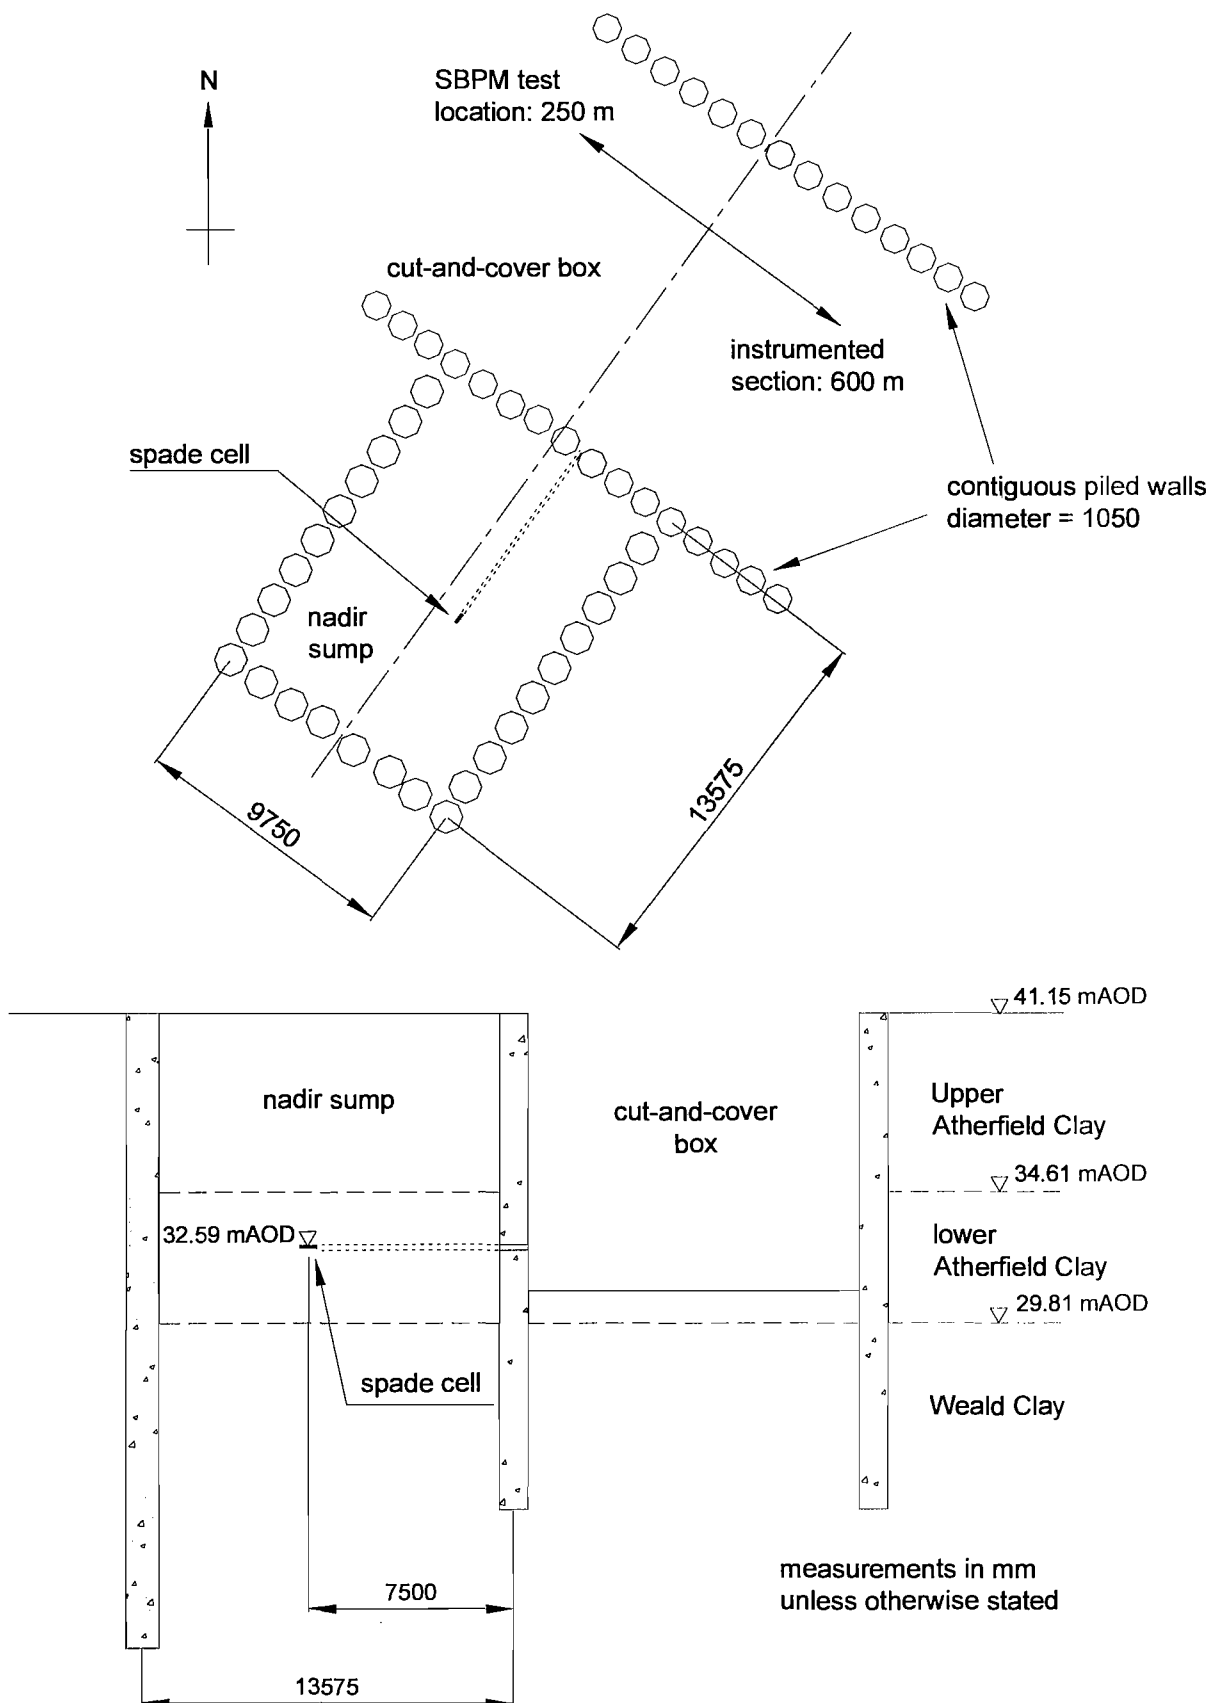 N
SBPM test
location: 250 m
cut-and-cover box
instrumented
section: 600 m
spade cell
contiguous piled walls
diameter = 1050
nadir
sump
9750
13575
41.15 mAOD
nadir sump
cut-and-cover
box
Upper
Atherfield Clay
34.61 mAOD
32.59 mAOD
lower
Atherfield Clay
29.81 mAOD
spade cell
Weald Clay
measurements in mm
unless otherwise stated
7500
13575